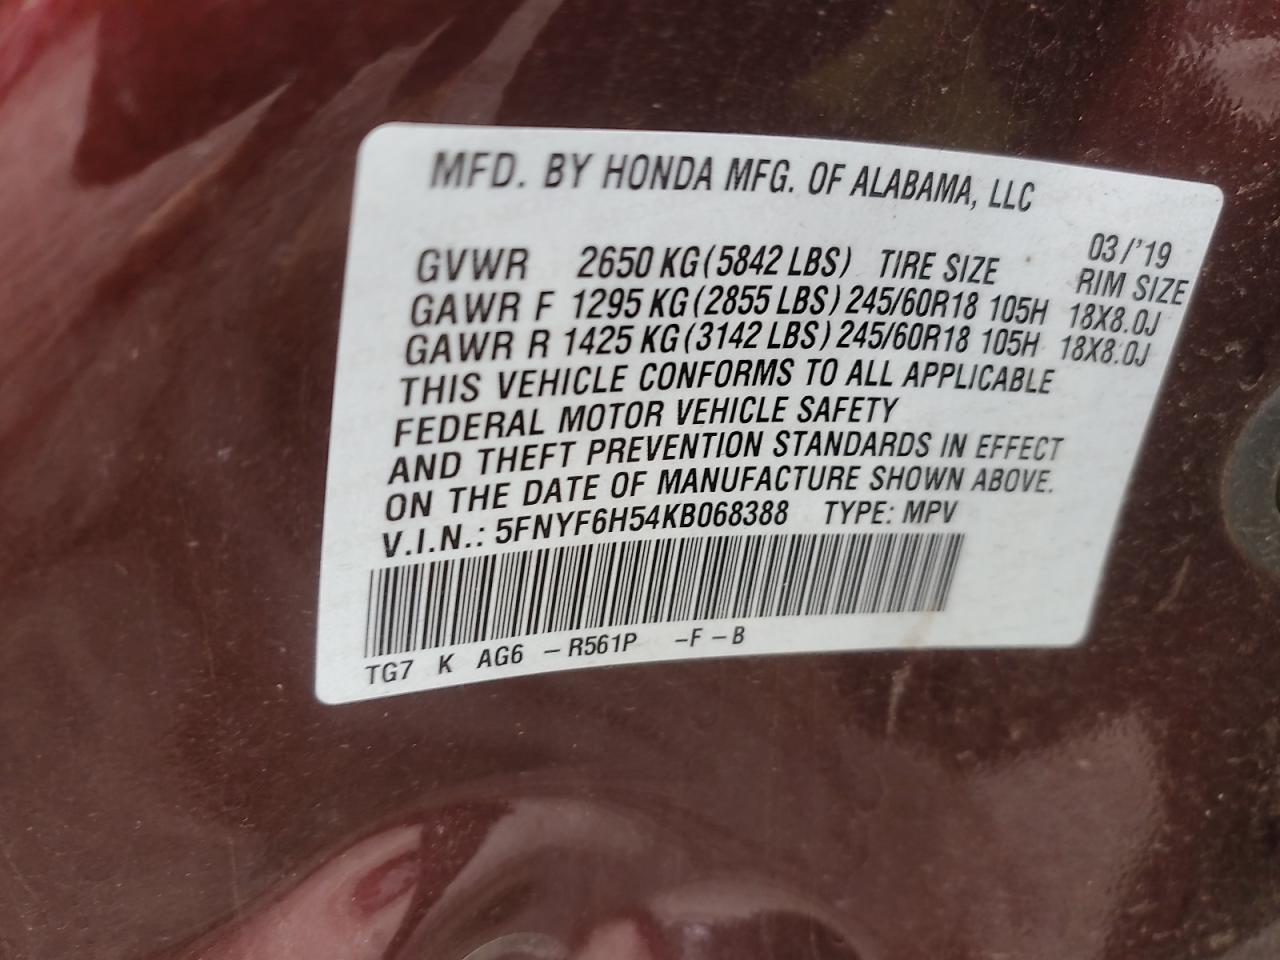 MFD. BY HONDA MFG. OF ALABAMA, LLC
03/'19
GVWR 2650 KG (5842 LBS) TIRE SIZE RIM SIZE
GAWR F 1295 KG (2855 LBS) 245/60R18 105H 18X8.0J
GAWR R 1425 KG (3142 LBS) 245/60R18 105H 18X8.0J
THIS VEHICLE CONFORMS TO ALL APPLICABLE
FEDERAL MOTOR VEHICLE SAFETY
AND THEFT PREVENTION STANDARDS IN EFFECT
ON THE DATE OF MANUFACTURE SHOWN ABOVE.
V.I.N.: 5FNYF6H54KB068388 TYPE: MPV
TG7 K AG6 – R561P –F – B